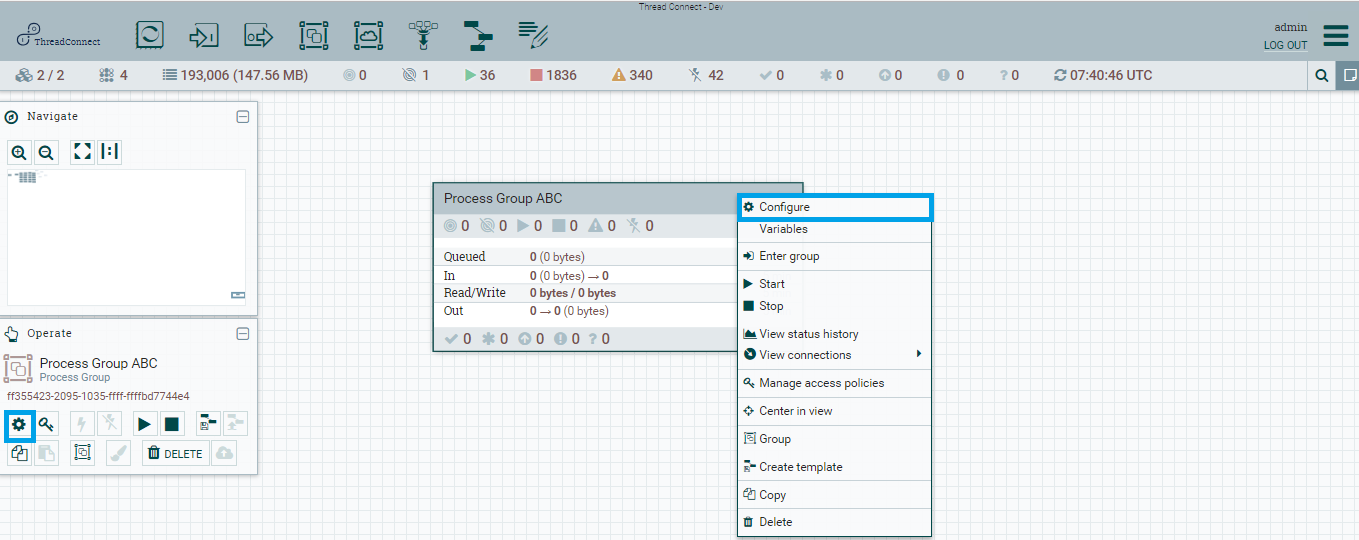 Thread Connect - Dev
ThreadConnect
admin
LOG OUT
2 / 2 4 193,006 (147.56 MB) 0 1 36 1836 340 42 0 0 0 0 ? 0 07:40:46 UTC
Navigate
Operate
Process Group ABC
Process Group
ff355423-2095-1035-ffff-ffffbd7744e4
DELETE
Process Group ABC
0 0 0 0 0 0
Queued 0 (0 bytes)
In 0 (0 bytes) → 0
Read/Write 0 bytes / 0 bytes
Out 0 → 0 (0 bytes)
0 0 0 0 ? 0
Configure
Variables
Enter group
Start
Stop
View status history
View connections
Manage access policies
Center in view
Group
Create template
Copy
Delete